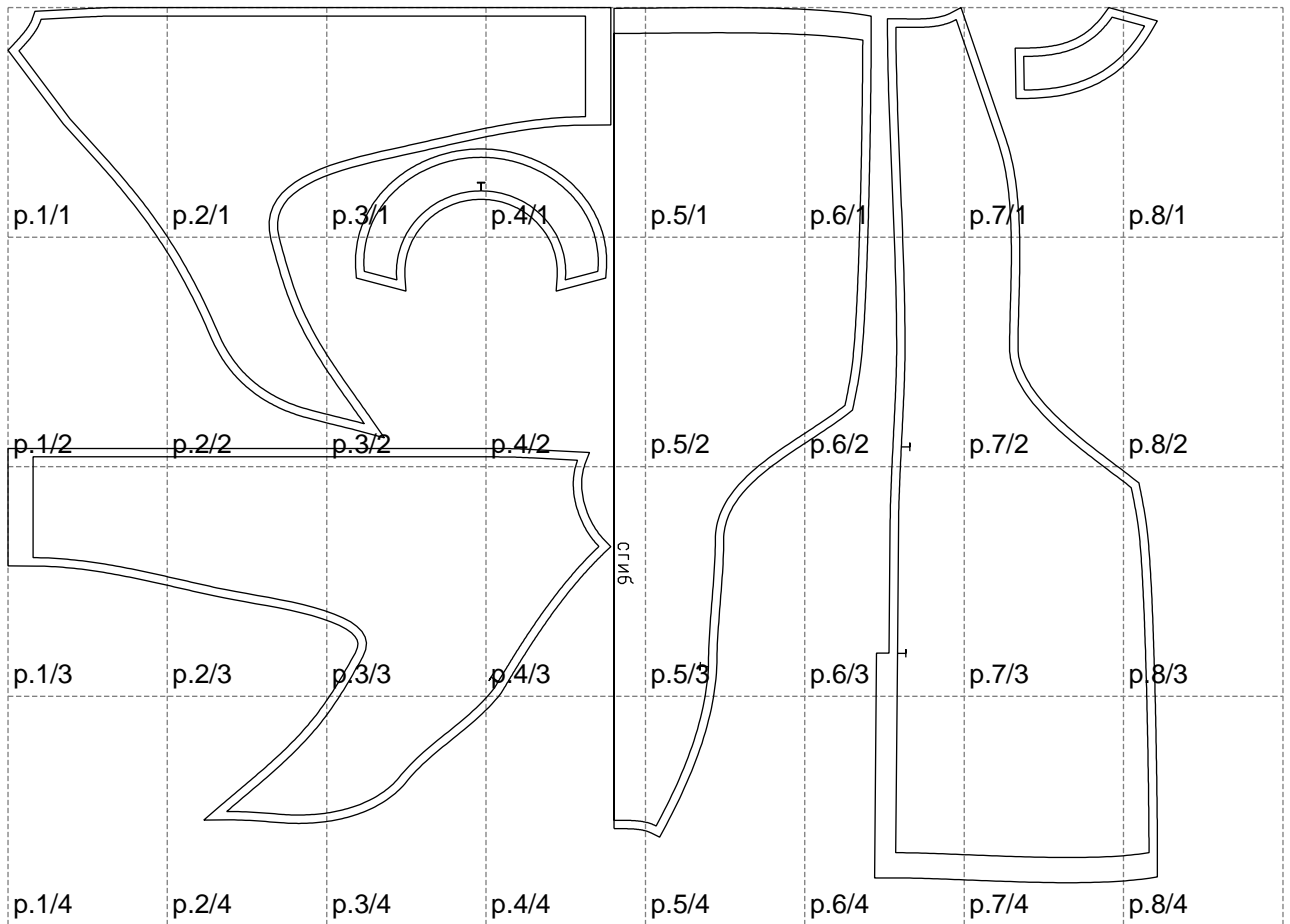 p.1/1 p.2/1 p.3/1 p.4/1 p.5/1 p.6/1 p.7/1 p.8/1
p.1/2 p.2/2 p.3/2 p.4/2 p.5/2 p.6/2 p.7/2 p.8/2
сгиб
p.1/3 p.2/3 p.3/3 p.4/3 p.5/3 p.6/3 p.7/3 p.8/3
p.1/4 p.2/4 p.3/4 p.4/4 p.5/4 p.6/4 p.7/4 p.8/4